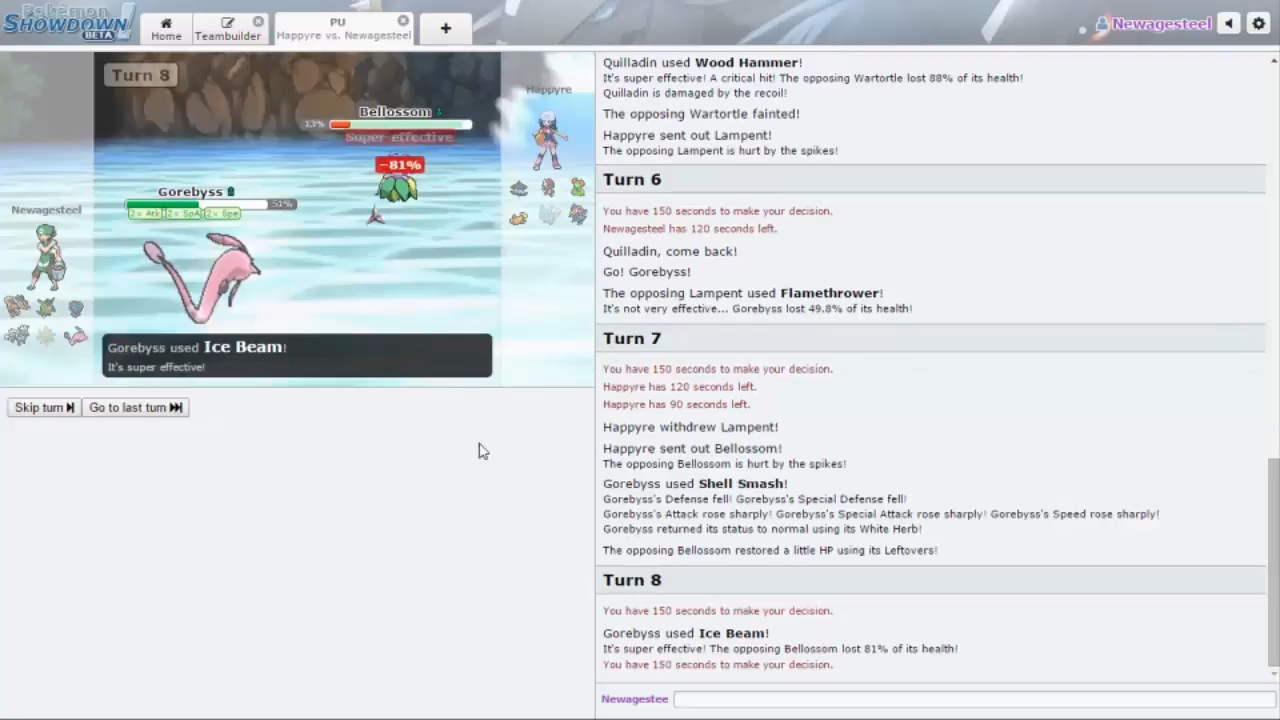 Pokémon
SHOWDOWN!
BETA
Home
Teambuilder
PU
Happyre vs. Newagesteel
+
Newagesteel
Turn 8
Bellossom
13%
Super effective
−81%
Gorebyss
51%
2× Atk 2× SpA 2× Spe
Newagesteel
Happyre
Gorebyss used Ice Beam!
It's super effective!
Skip turn
Go to last turn
Quilladin used Wood Hammer!
It's super effective! A critical hit! The opposing Wartortle lost 88% of its health!
Quilladin is damaged by the recoil!
The opposing Wartortle fainted!
Happyre sent out Lampent!
The opposing Lampent is hurt by the spikes!
Turn 6
You have 150 seconds to make your decision.
Newagesteel has 120 seconds left.
Quilladin, come back!
Go! Gorebyss!
The opposing Lampent used Flamethrower!
It's not very effective... Gorebyss lost 49.8% of its health!
Turn 7
You have 150 seconds to make your decision.
Happyre has 120 seconds left.
Happyre has 90 seconds left.
Happyre withdrew Lampent!
Happyre sent out Bellossom!
The opposing Bellossom is hurt by the spikes!
Gorebyss used Shell Smash!
Gorebyss's Defense fell! Gorebyss's Special Defense fell!
Gorebyss's Attack rose sharply! Gorebyss's Special Attack rose sharply! Gorebyss's Speed rose sharply!
Gorebyss returned its status to normal using its White Herb!
The opposing Bellossom restored a little HP using its Leftovers!
Turn 8
You have 150 seconds to make your decision.
Gorebyss used Ice Beam!
It's super effective! The opposing Bellossom lost 81% of its health!
You have 150 seconds to make your decision.
Newagestee